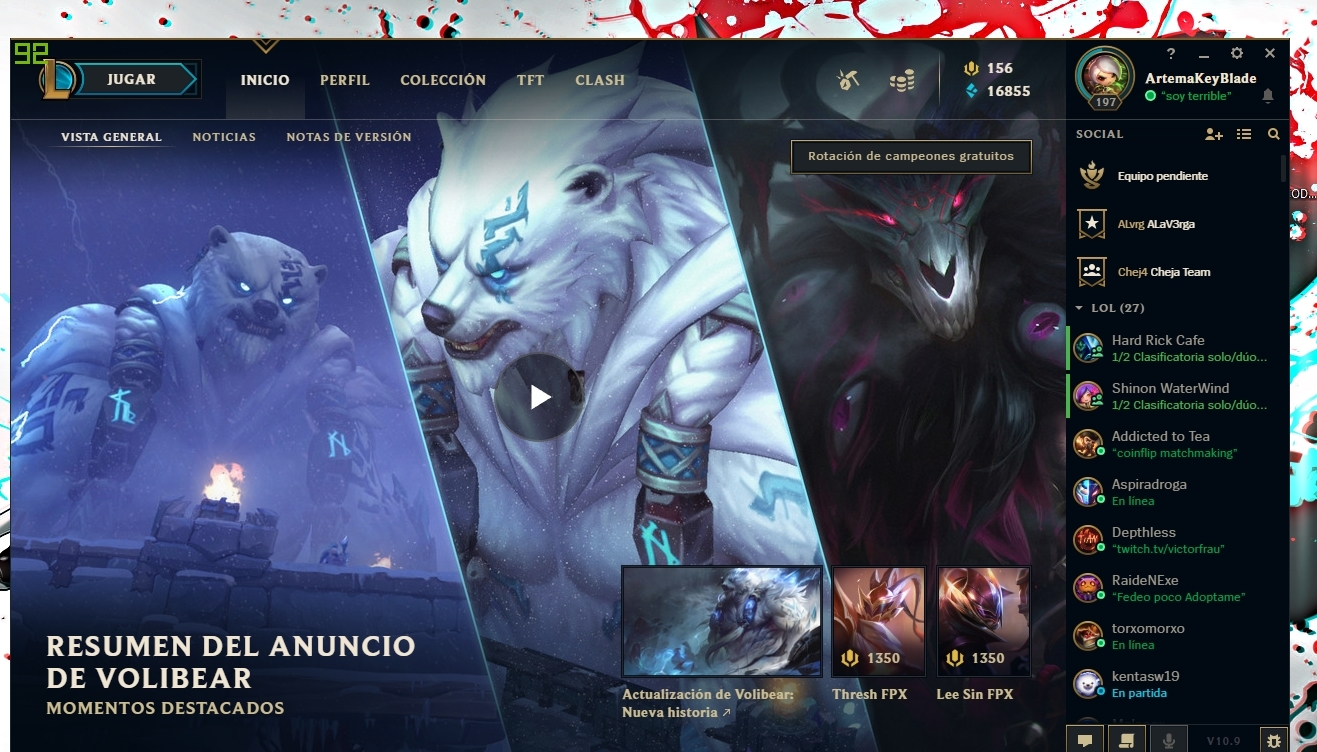 92
JUGAR
INICIO
PERFIL
COLECCIÓN
TFT
CLASH
156
16855
?
ArtemaKeyBlade
197
“soy terrible”
VISTA GENERAL
NOTICIAS
NOTAS DE VERSIÓN
Rotación de campeones gratuitos
SOCIAL
Equipo pendiente
OD...
ALvrg ALaV3rga
Chej4 Cheja Team
LOL (27)
Hard Rick Cafe
1/2 Clasificatoria solo/dúo...
Shinon WaterWind
1/2 Clasificatoria solo/dúo...
Addicted to Tea
“coinflip matchmaking”
Aspiradroga
En línea
Depthless
“twitch.tv/victorfrau”
RaideNExe
“Fedeo poco Adoptame”
torxomorxo
En línea
kentasw19
En partida
RESUMEN DEL ANUNCIO
DE VOLIBEAR
MOMENTOS DESTACADOS
1350
1350
Actualización de Volibear:
Nueva historia ↗
Thresh FPX
Lee Sin FPX
V10.9